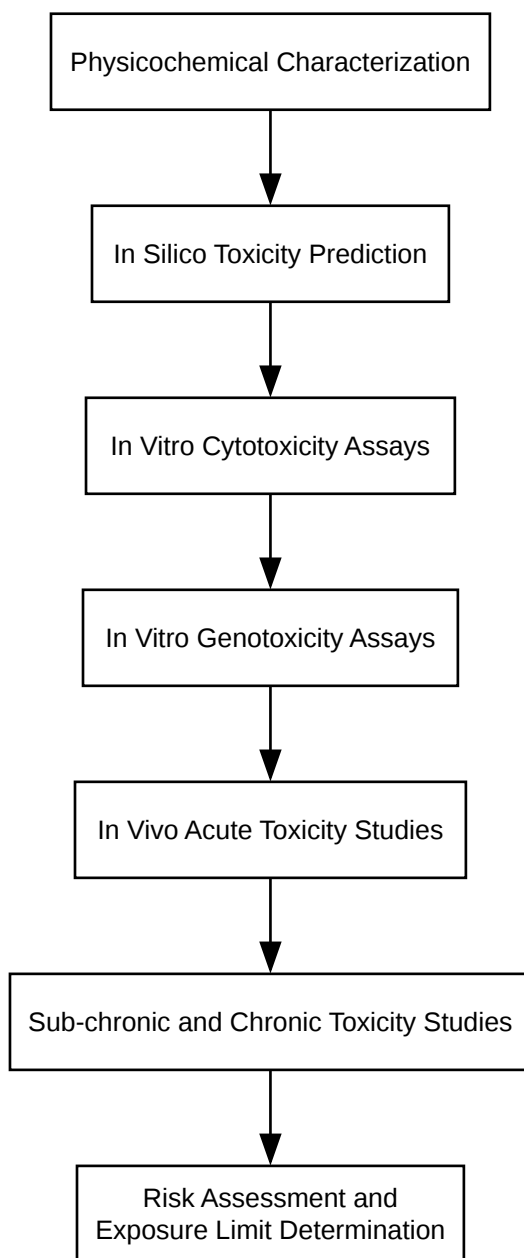 Physicochemical Characterization
In Silico Toxicity Prediction
In Vitro Cytotoxicity Assays
In Vitro Genotoxicity Assays
In Vivo Acute Toxicity Studies
Sub-chronic and Chronic Toxicity Studies
Risk Assessment and
Exposure Limit Determination